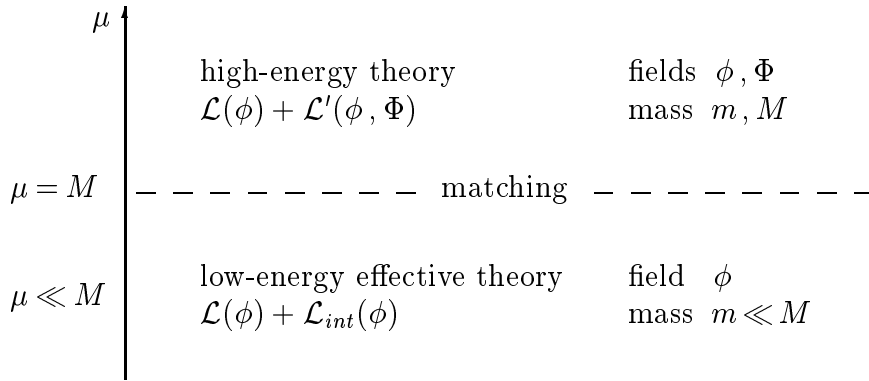 μ
high-energy theory fields ϕ , Φ
ℒ(ϕ) + ℒ′(ϕ , Φ) mass m , M
μ = M matching
low-energy effective theory field ϕ
μ ≪ M
ℒ(ϕ) + ℒ_int(ϕ) mass m ≪ M